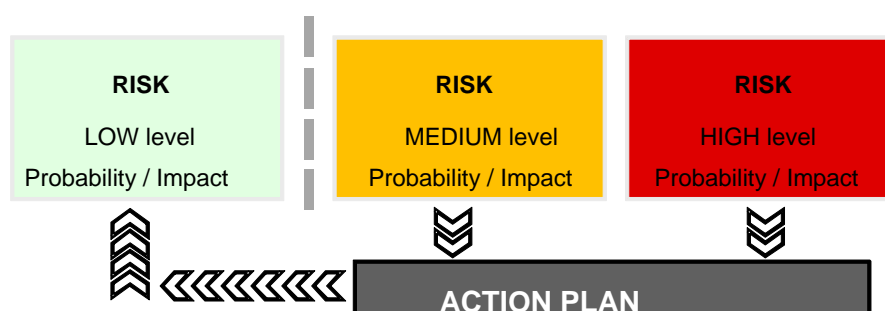 RISK
LOW level
Probability / Impact
RISK
MEDIUM level
Probability / Impact
RISK
HIGH level
Probability / Impact
ACTION PLAN